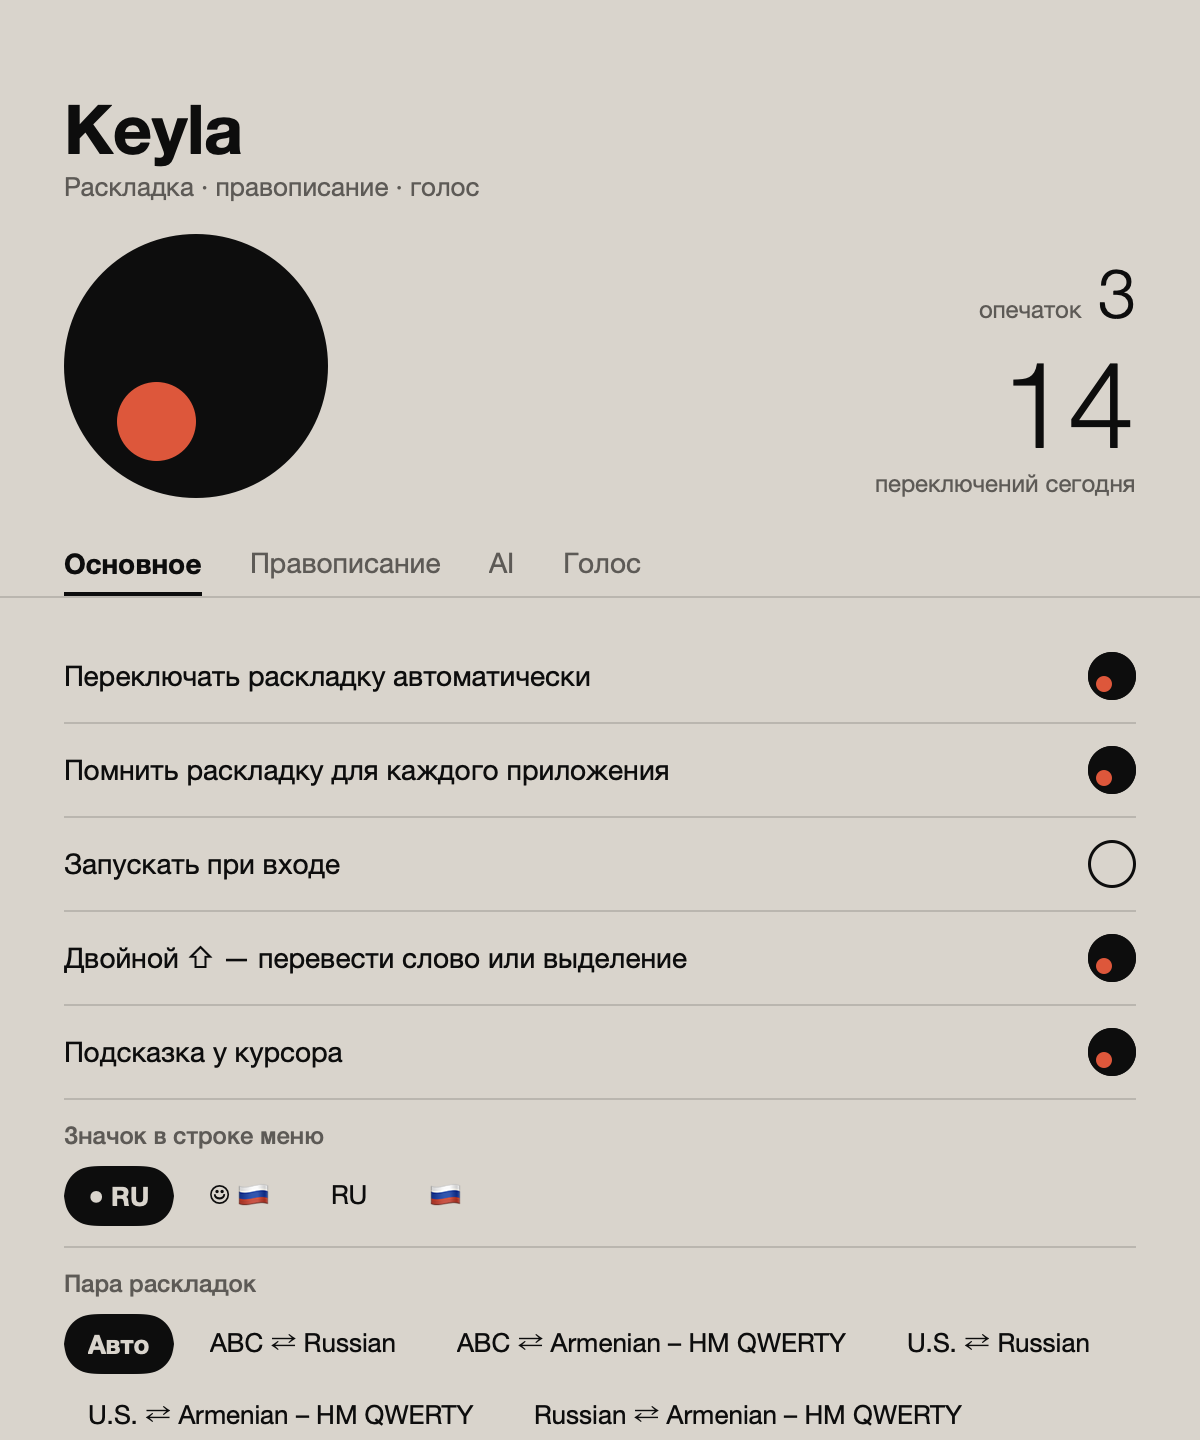 Keyla
Раскладка · правописание · голос
опечаток 3
14
переключений сегодня
Основное Правописание AI Голос
Переключать раскладку автоматически
Помнить раскладку для каждого приложения
Запускать при входе
Двойной ⇧ — перевести слово или выделение
Подсказка у курсора
Значок в строке меню
● RU ☺ 🇷🇺 RU 🇷🇺
Пара раскладок
Авто ABC ⇄ Russian ABC ⇄ Armenian – HM QWERTY U.S. ⇄ Russian
U.S. ⇄ Armenian – HM QWERTY Russian ⇄ Armenian – HM QWERTY